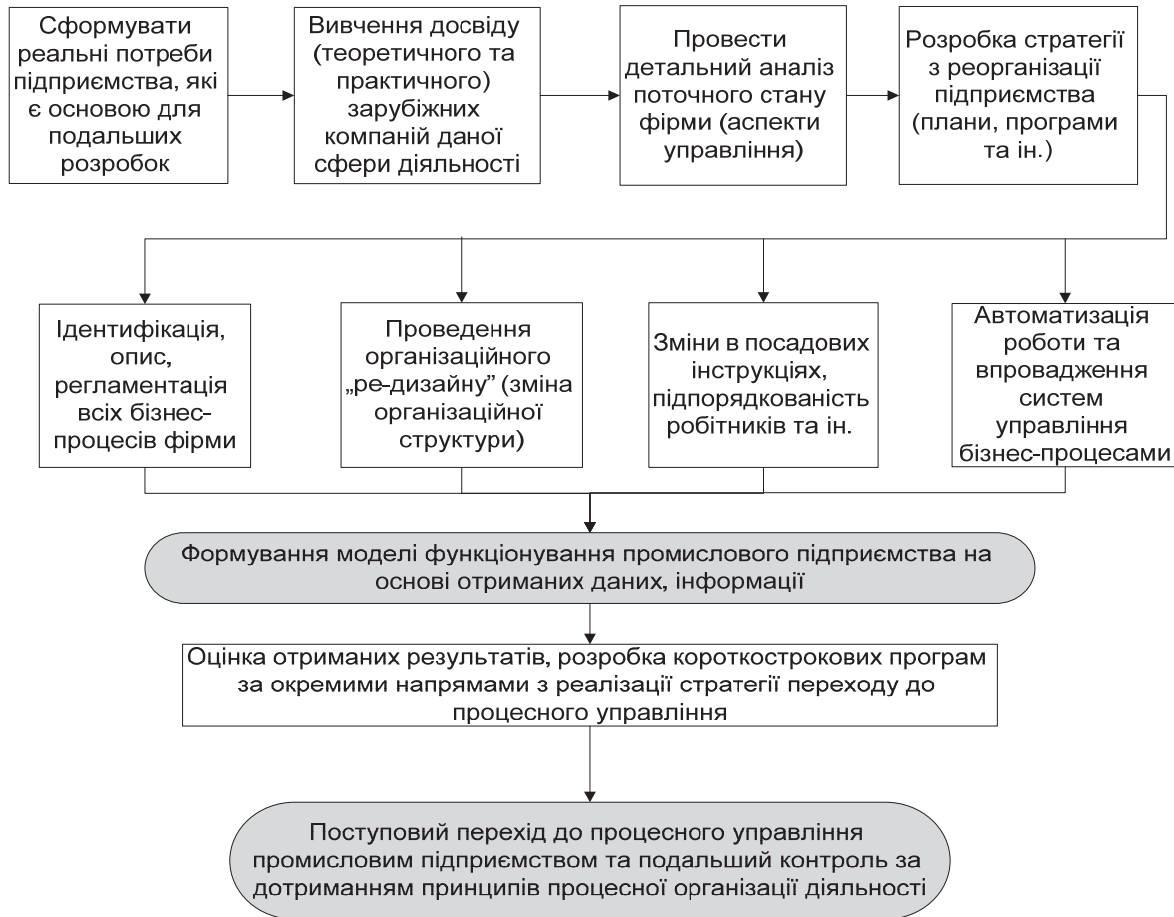 Сформувати
реальні потреби
підприємства, які
є основою для
подальших
розробок
Вивчення досвіду
(теоретичного та
практичного)
зарубіжних
компаній даної
сфери діяльності
Провести
детальний аналіз
поточного стану
фірми (аспекти
управління)
Розробка стратегії
з реорганізації
підприємства
(плани, програми
та ін.)
Ідентифікація,
опис,
регламентація
всіх бізнес-
процесів фірми
Проведення
організаційного
„ре-дизайну” (зміна
організаційної
структури)
Зміни в посадових
інструкціях,
підпорядкованість
робітників та ін.
Автоматизація
роботи та
впровадження
систем
управління
бізнес-процесами
Формування моделі функціонування промислового підприємства на
основі отриманих даних, інформації
Оцінка отриманих результатів, розробка короткострокових програм
за окремими напрямами з реалізації стратегії переходу до
процесного управління
Поступовий перехід до процесного управління
промисловим підприємством та подальший контроль за
дотриманням принципів процесної організації діяльності